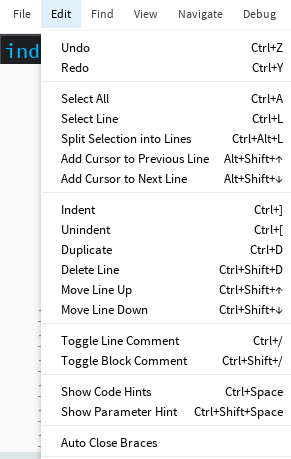 File Edit Find View Navigate Debug
ind
Undo Ctrl+Z
Redo Ctrl+Y
Select All Ctrl+A
Select Line Ctrl+L
Split Selection into Lines Ctrl+Alt+L
Add Cursor to Previous Line Alt+Shift+↑
Add Cursor to Next Line Alt+Shift+↓
Indent Ctrl+]
Unindent Ctrl+[
Duplicate Ctrl+D
Delete Line Ctrl+Shift+D
Move Line Up Ctrl+Shift+↑
Move Line Down Ctrl+Shift+↓
Toggle Line Comment Ctrl+/
Toggle Block Comment Ctrl+Shift+/
Show Code Hints Ctrl+Space
Show Parameter Hint Ctrl+Shift+Space
Auto Close Braces